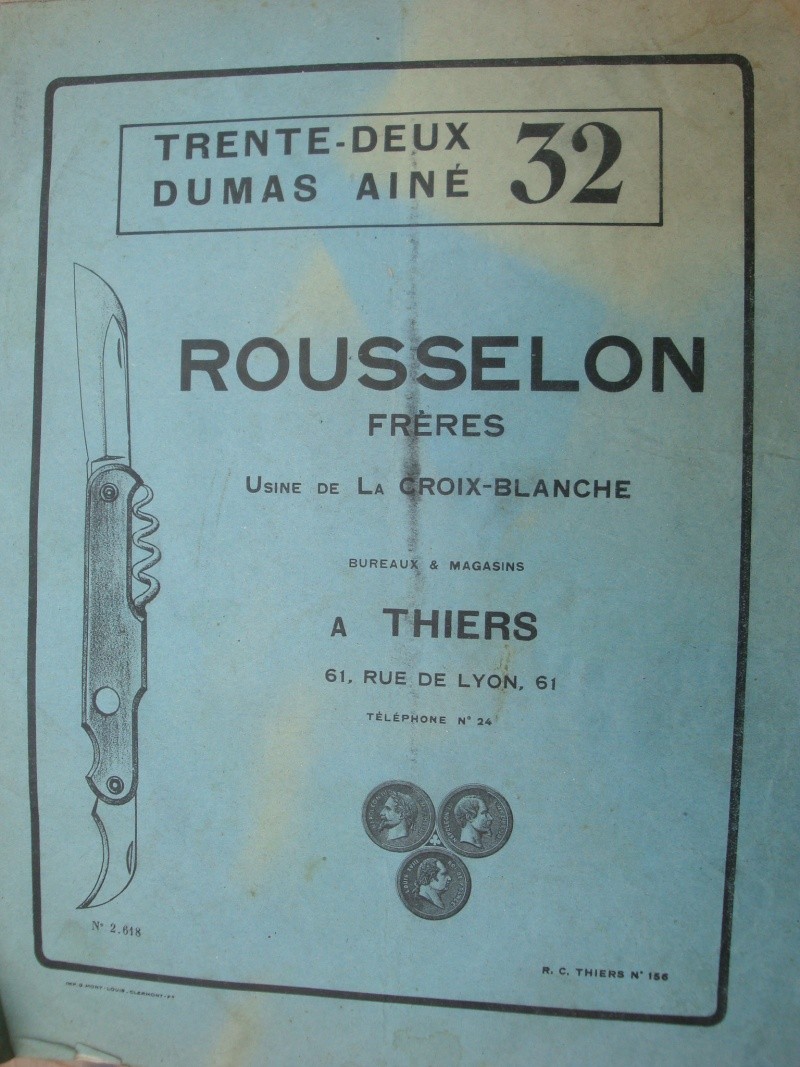 TRENTE-DEUX
DUMAS AINÉ
32
ROUSSELON
FRÈRES
USINE DE LA CROIX-BLANCHE
BUREAUX & MAGASINS
A THIERS
61, RUE DE LYON, 61
TÉLÉPHONE N° 24
N° 2.618
R. C. THIERS N° 156